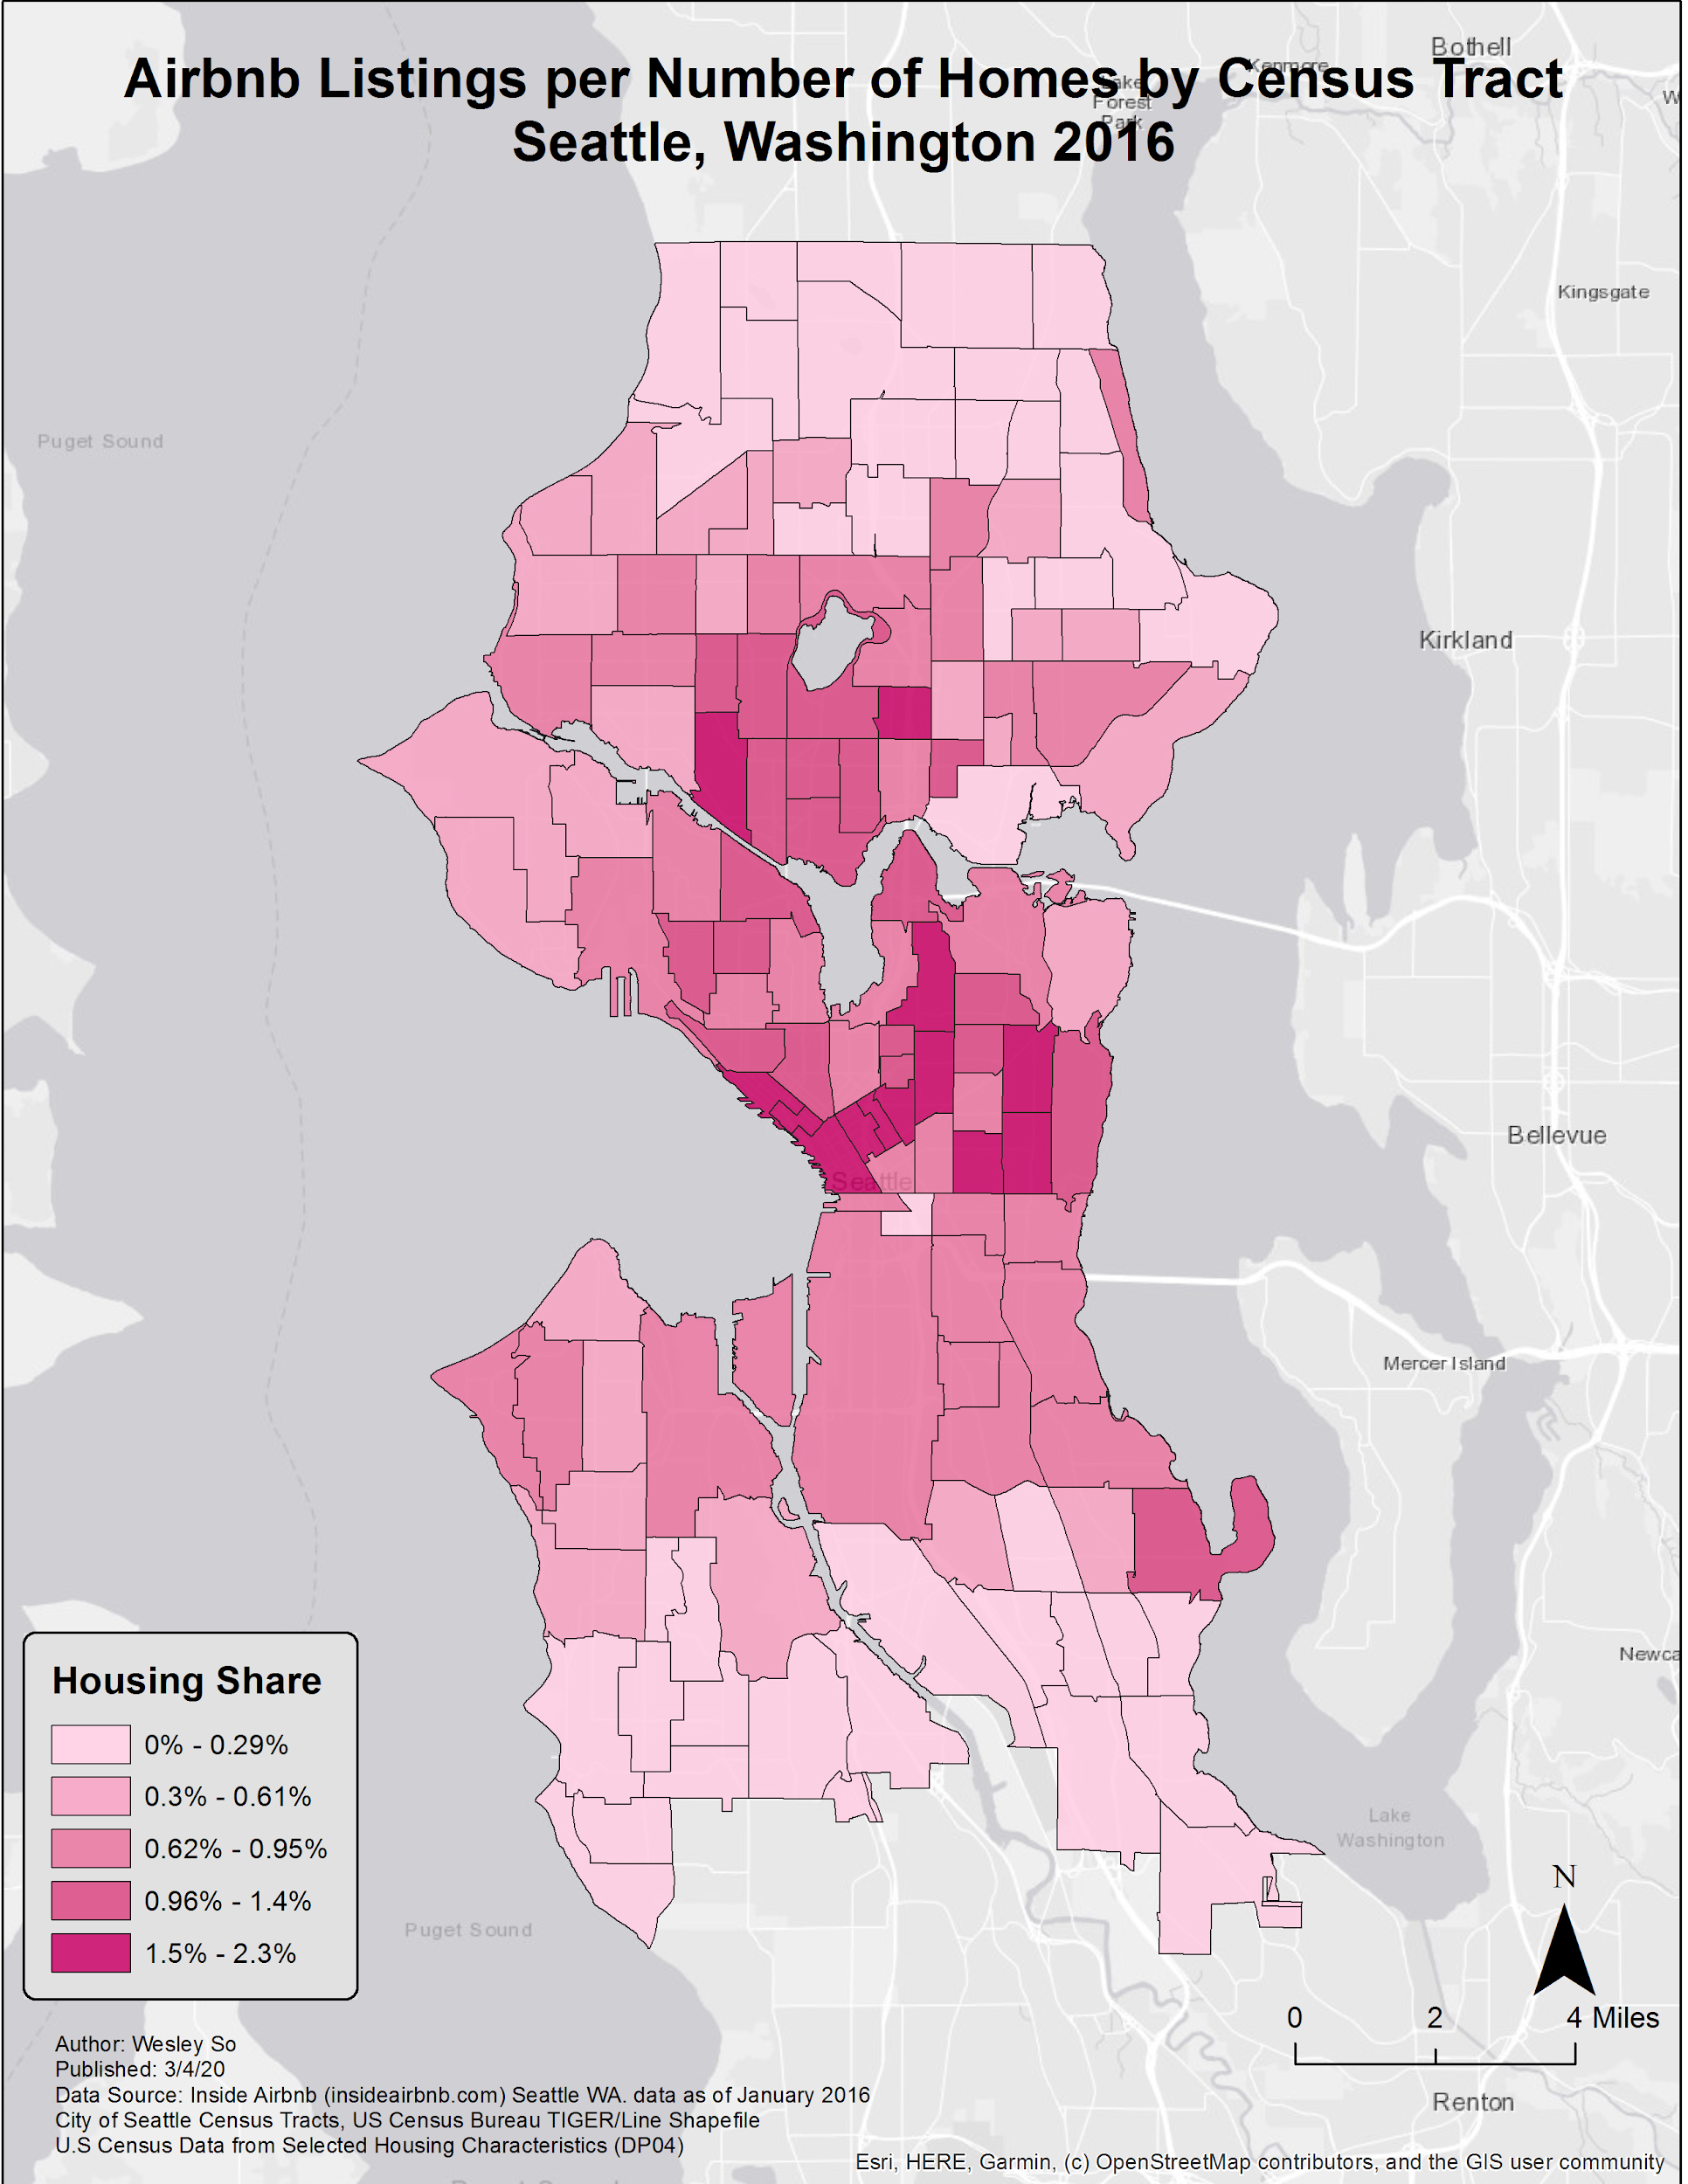 Airbnb Listings per Number of Homes by Census Tract
Seattle, Washington 2016
Bothell
Kenmore
Lake
Forest
Park
Kingsgate
Puget Sound
Kirkland
Bellevue
Seattle
Mercer Island
Newca
Housing Share
0% - 0.29%
0.3% - 0.61%
0.62% - 0.95%
0.96% - 1.4%
1.5% - 2.3%
Lake
Washington
Puget Sound
N
0 2 4 Miles
Renton
Author: Wesley So
Published: 3/4/20
Data Source: Inside Airbnb (insideairbnb.com) Seattle WA. data as of January 2016
City of Seattle Census Tracts, US Census Bureau TIGER/Line Shapefile
U.S Census Data from Selected Housing Characteristics (DP04)
Esri, HERE, Garmin, (c) OpenStreetMap contributors, and the GIS user community